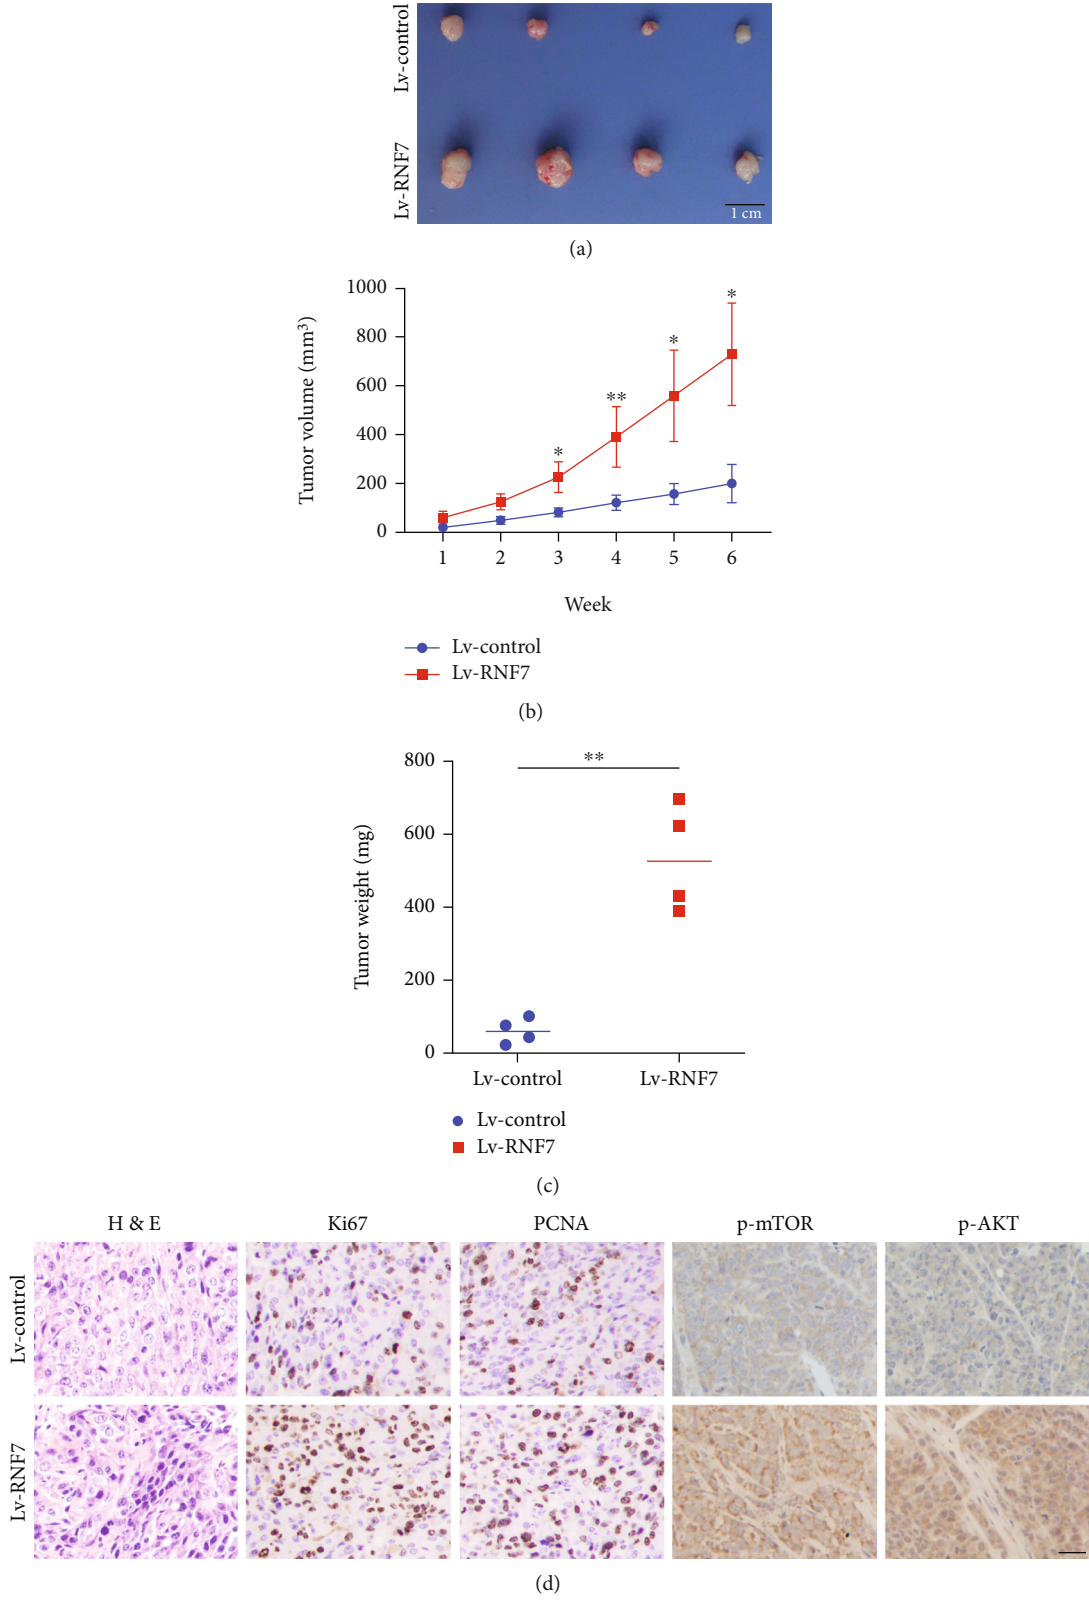 Lv-control
Lv-RNF7
1 cm
(a)
Tumor volume (mm³)
1000
800
600
400
200
0
*
**
*
*
1 2 3 4 5 6
Week
Lv-control
Lv-RNF7
(b)
Tumor weight (mg)
800
600
400
200
0
**
Lv-control Lv-RNF7
Lv-control
Lv-RNF7
(c)
H & E Ki67 PCNA p-mTOR p-AKT
Lv-control
Lv-RNF7
(d)